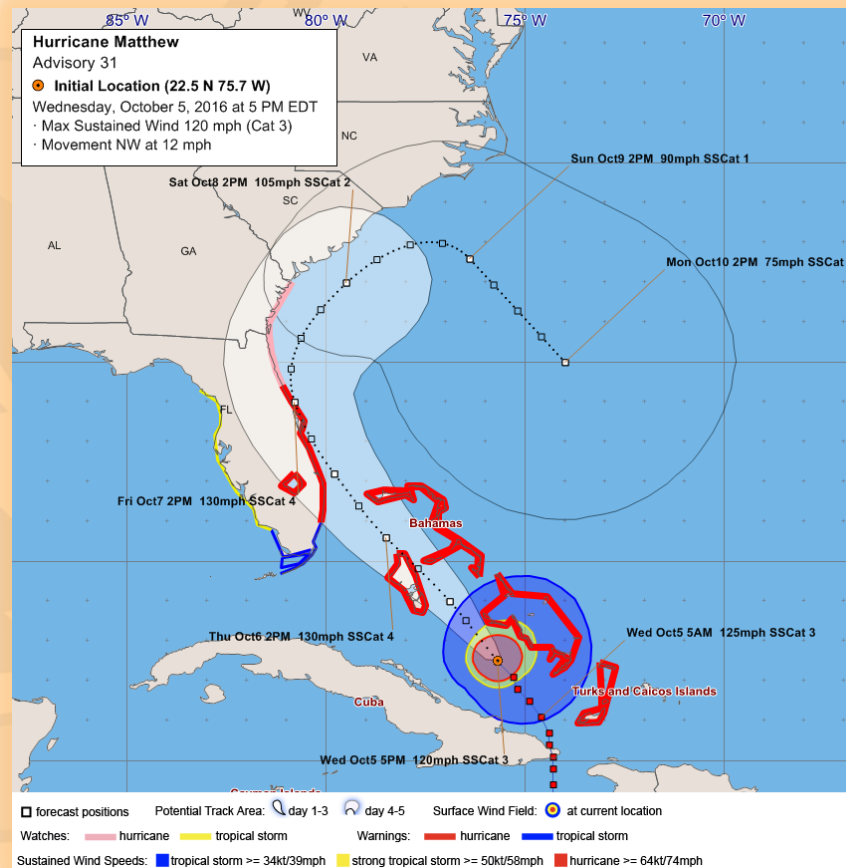 85° W
80° W
75° W
70° W
WV
Hurricane Matthew
Advisory 31
Initial Location (22.5 N 75.7 W)
Wednesday, October 5, 2016 at 5 PM EDT
· Max Sustained Wind 120 mph (Cat 3)
· Movement NW at 12 mph
VA
NC
Sun Oct9 2PM 90mph SSCat 1
Sat Oct8 2PM 105mph SSCat 2
SC
AL
GA
Mon Oct10 2PM 75mph SSCat
FL
Fri Oct7 2PM 130mph SSCat 4
Bahamas
Thu Oct6 2PM 130mph SSCat 4
Wed Oct5 5AM 125mph SSCat 3
Turks and Caicos Islands
Cuba
Wed Oct5 5PM 120mph SSCat 3
Cayman Islands
forecast positions Potential Track Area: day 1-3 day 4-5 Surface Wind Field: at current location
Watches: hurricane tropical storm Warnings: hurricane tropical storm
Sustained Wind Speeds: tropical storm >= 34kt/39mph strong tropical storm >= 50kt/58mph hurricane >= 64kt/74mph